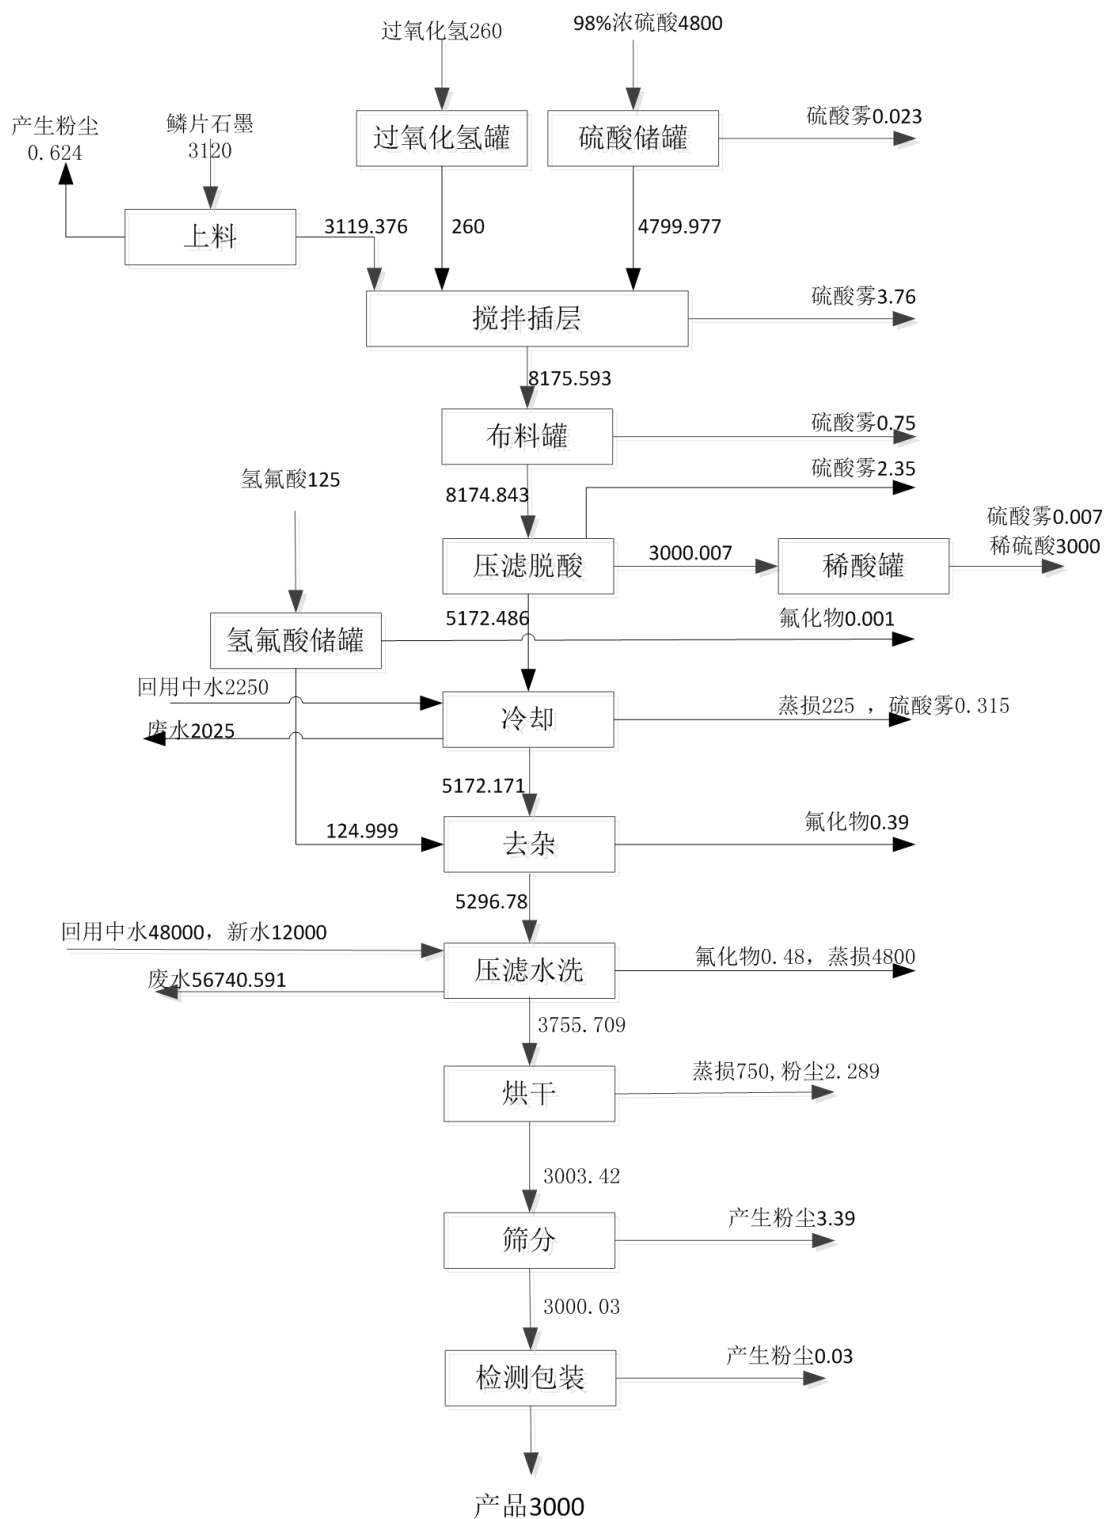 过氧化氢260
98%浓硫酸4800
产生粉尘
0.624
鳞片石墨
3120
过氧化氢罐
硫酸储罐
硫酸雾0.023
上料
3119.376
260
4799.977
搅拌插层
硫酸雾3.76
8175.593
布料罐
硫酸雾0.75
硫酸雾2.35
氢氟酸125
8174.843
硫酸雾0.007
稀硫酸3000
压滤脱酸
3000.007
稀酸罐
5172.486
氟化物0.001
氢氟酸储罐
回用中水2250
冷却
蒸损225 ，硫酸雾0.315
废水2025
5172.171
124.999
去杂
氟化物0.39
5296.78
回用中水48000，新水12000
压滤水洗
氟化物0.48，蒸损4800
废水56740.591
3755.709
烘干
蒸损750,粉尘2.289
3003.42
筛分
产生粉尘3.39
3000.03
检测包装
产生粉尘0.03
产品3000